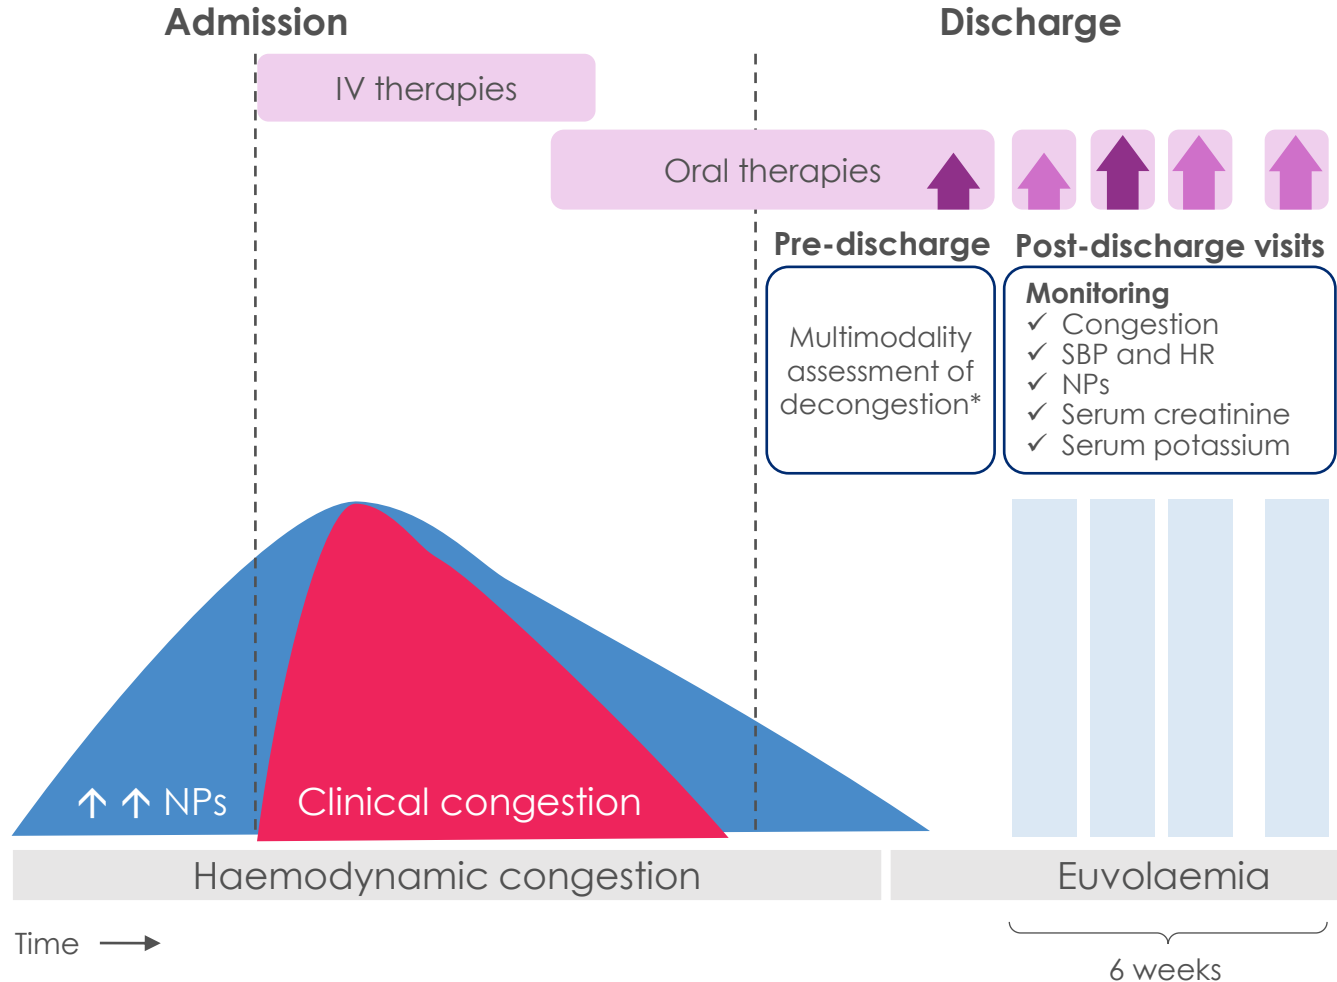 Admission
Discharge
IV therapies
Oral therapies
Pre-discharge
Post-discharge visits
Multimodality
assessment of
decongestion*
Monitoring
✓ Congestion
✓ SBP and HR
✓ NPs
✓ Serum creatinine
✓ Serum potassium
↑ ↑ NPs
Clinical congestion
Haemodynamic congestion
Euvolaemia
Time →
6 weeks